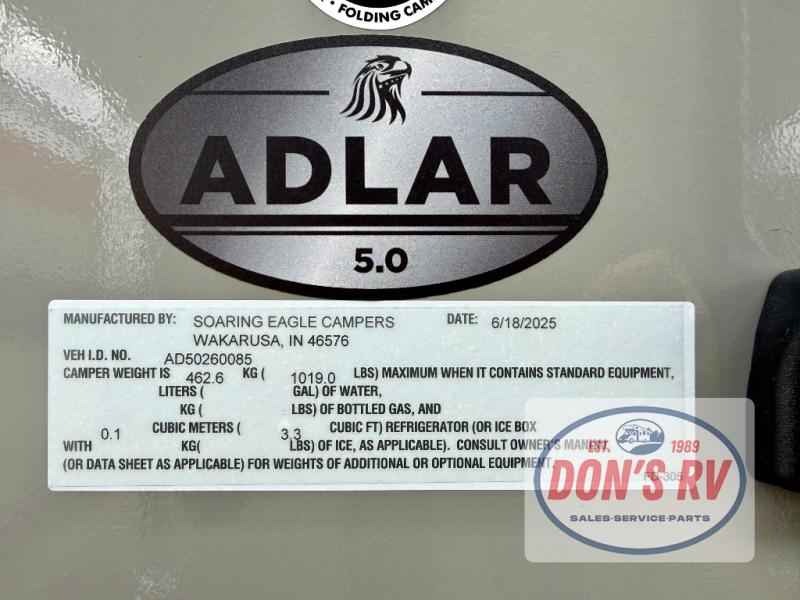 • FOLDING CAM
ADLAR
5.0
MANUFACTURED BY: SOARING EAGLE CAMPERS DATE: 6/18/2025
WAKARUSA, IN 46576
VEH I.D. NO. AD50260085
CAMPER WEIGHT IS 462.6 KG ( 1019.0 LBS) MAXIMUM WHEN IT CONTAINS STANDARD EQUIPMENT,
LITERS ( GAL) OF WATER,
KG ( LBS) OF BOTTLED GAS, AND
0.1 CUBIC METERS ( 3.3 CUBIC FT) REFRIGERATOR (OR ICE BOX
WITH KG( LBS) OF ICE, AS APPLICABLE). CONSULT OWNER'S MANUAL
(OR DATA SHEET AS APPLICABLE) FOR WEIGHTS OF ADDITIONAL OR OPTIONAL EQUIPMENT.
FD-305
EST. 1989
DON'S RV
SALES·SERVICE·PARTS